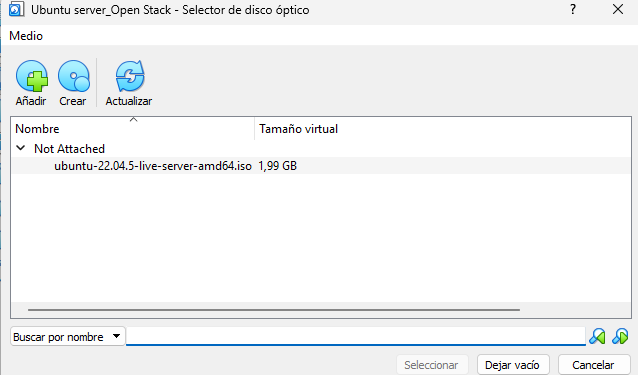 Ubuntu server_Open Stack - Selector de disco óptico
Medio
Añadir Crear Actualizar
Nombre Tamaño virtual
Not Attached
ubuntu-22.04.5-live-server-amd64.iso 1,99 GB
Buscar por nombre
Seleccionar Dejar vacío Cancelar